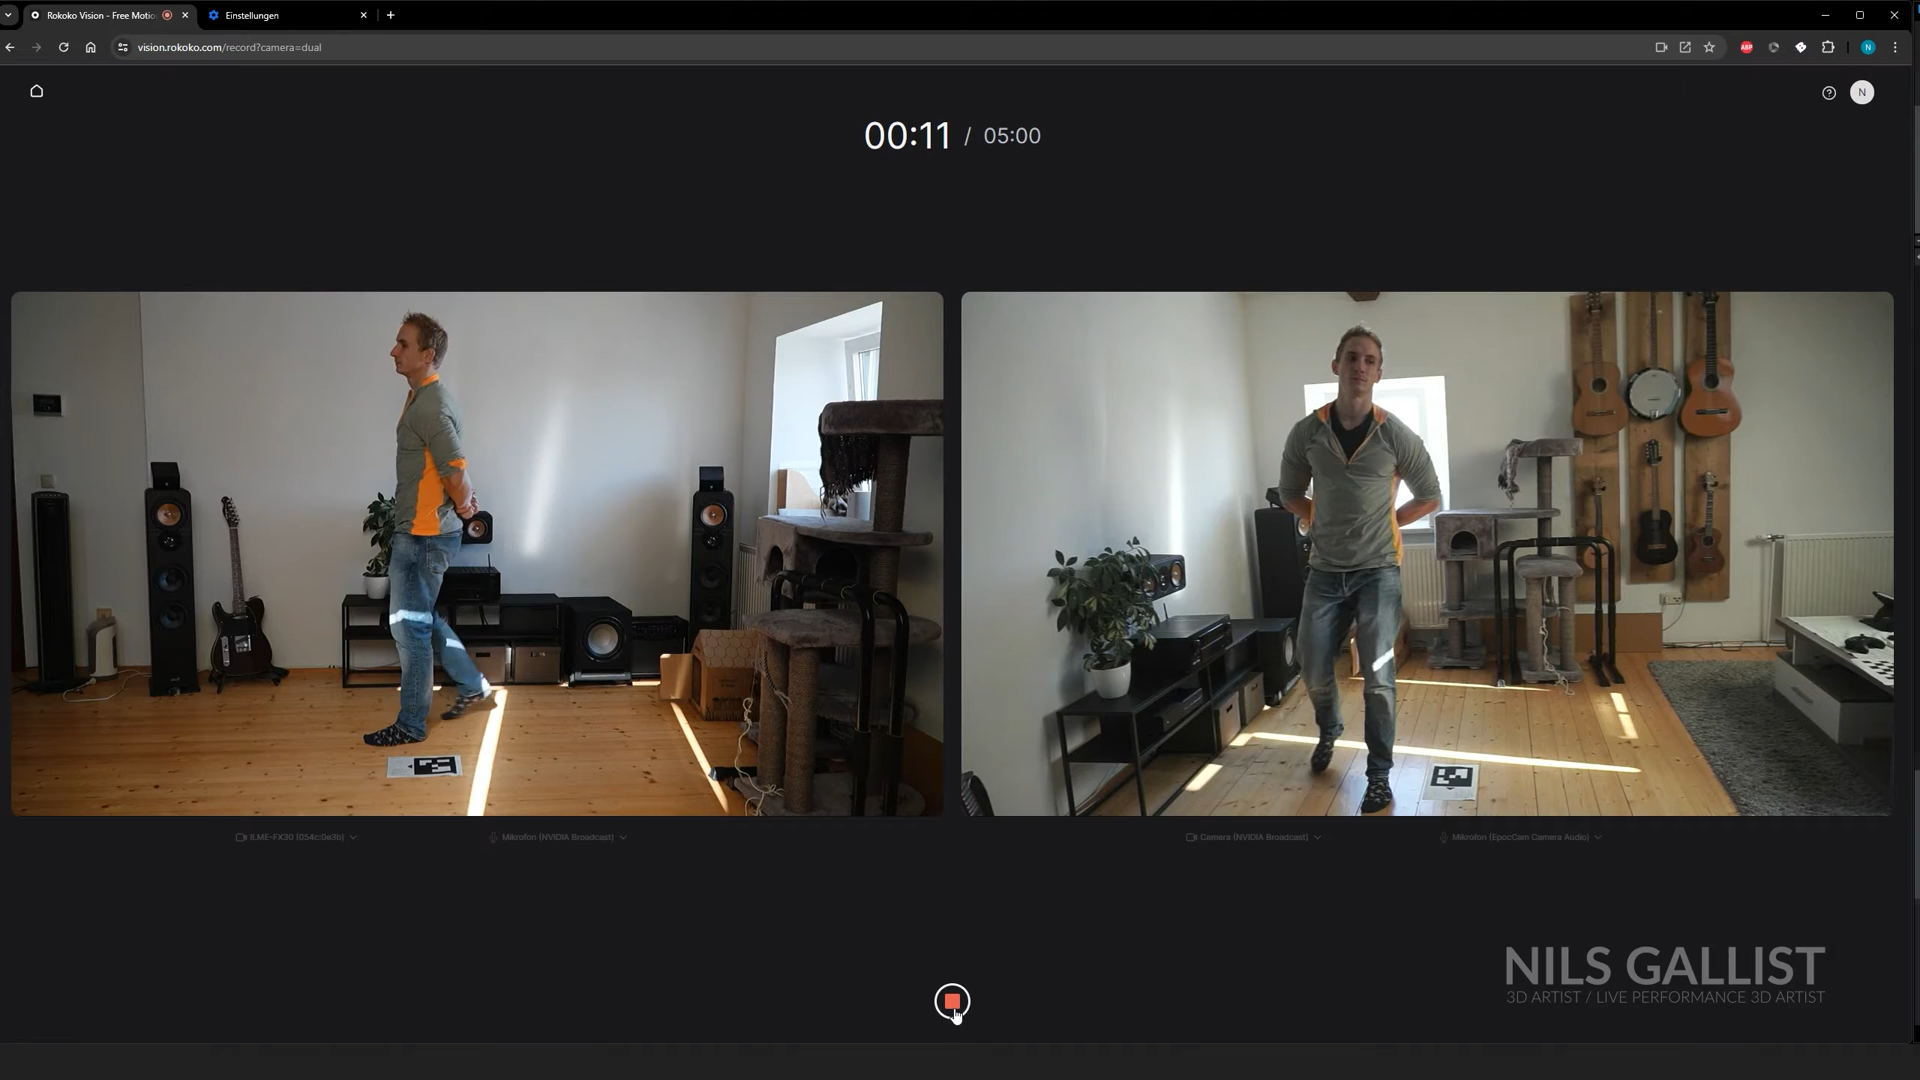 Rokoko Vision - Free Motio
Einstellungen
vision.rokoko.com/record?camera=dual
ABP
N
N
00:11 / 05:00
ILME-FX30 (054c:0e3b)
Mikrofon (NVIDIA Broadcast)
Camera (NVIDIA Broadcast)
Mikrofon (EpocCam Camera Audio)
NILS GALLIST
3D ARTIST / LIVE PERFORMANCE 3D ARTIST